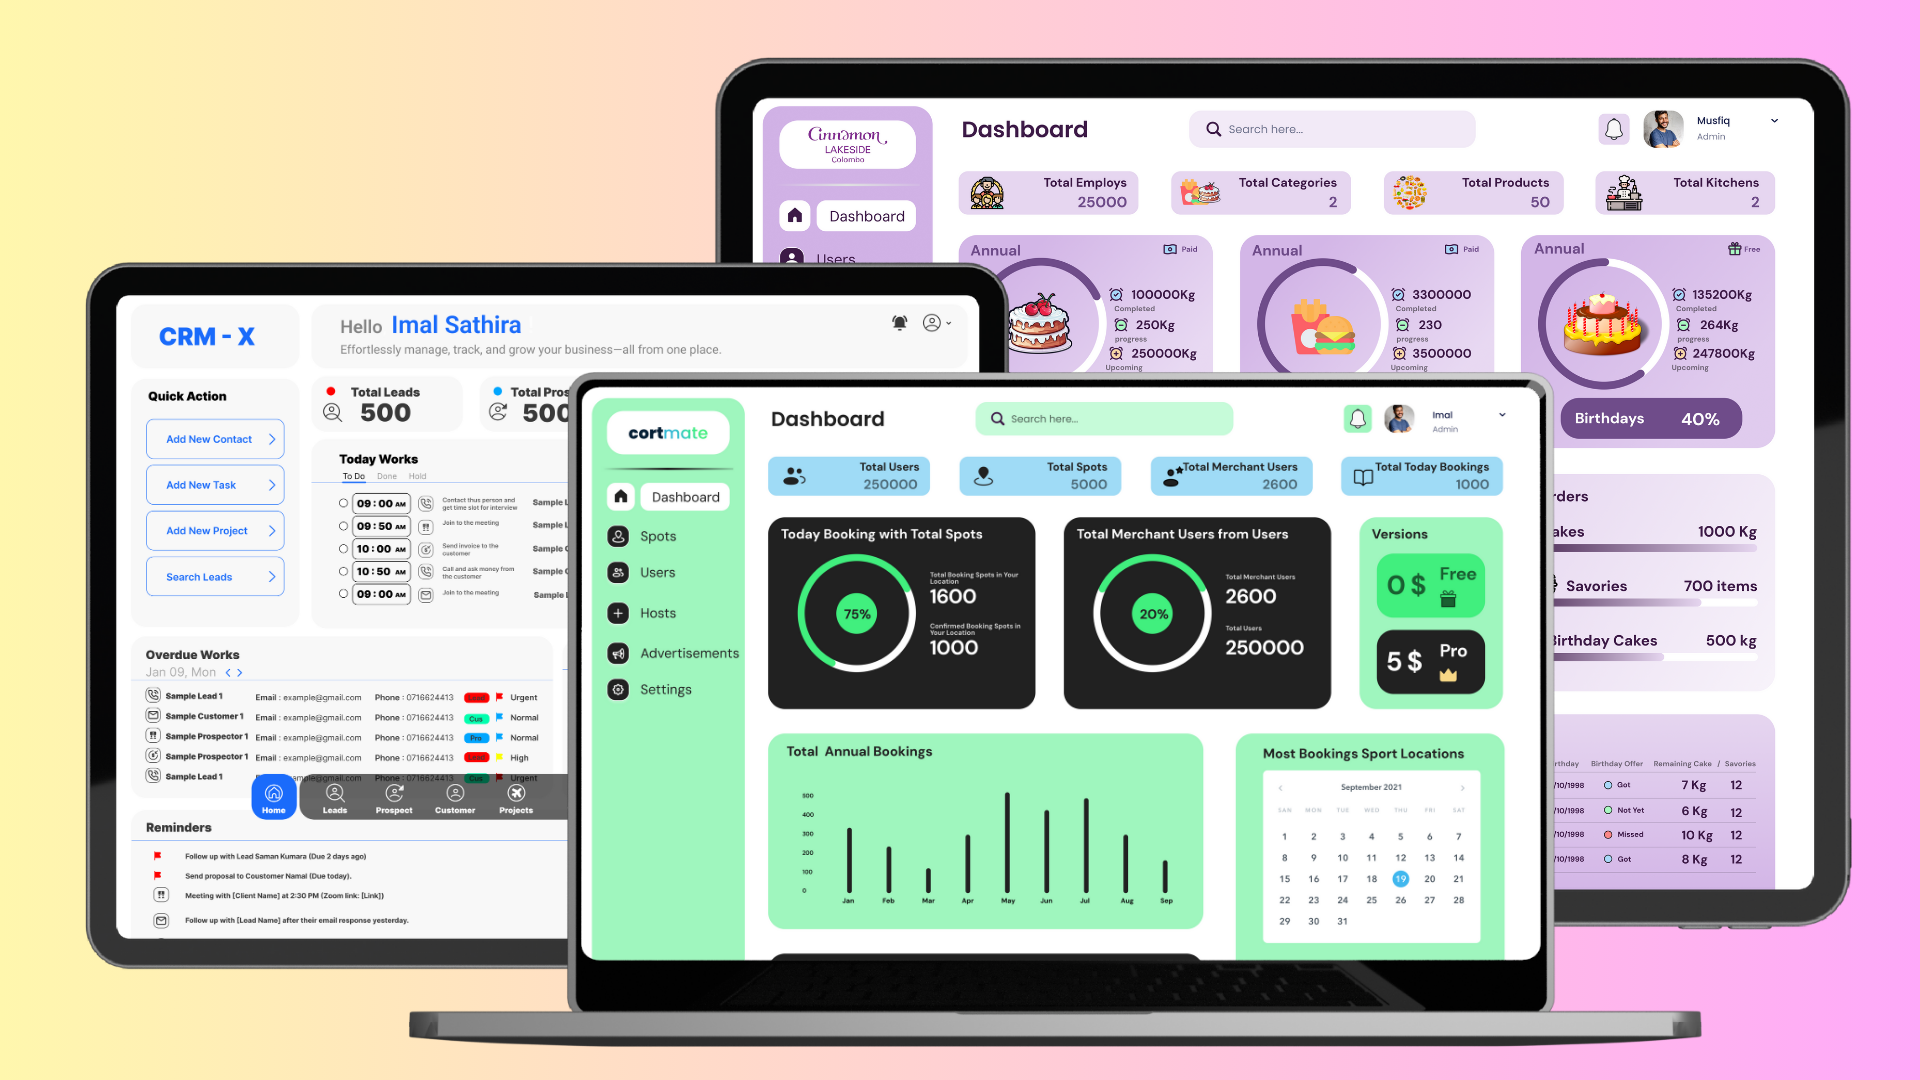 Cinnamon
LAKESIDE
Colombo
Dashboard
Users
Dashboard
Search here...
Musfiq
Admin
Total Employs
25000
Total Categories
2
Total Products
50
Total Kitchens
2
Annual
Paid
100000Kg
Completed
250Kg
progress
250000Kg
Upcoming
Annual
Paid
3300000
Completed
230
progress
3500000
Upcoming
Annual
Free
135200Kg
Completed
264Kg
progress
247800Kg
Upcoming
Birthdays 40%
rders
akes 1000 Kg
Savories 700 items
Birthday Cakes 500 kg
rthday Birthday Offer Remaining Cake / Savories
/10/1998 Got 7 Kg 12
/10/1998 Not Yet 6 Kg 12
/10/1998 Missed 10 Kg 12
/10/1998 Got 8 Kg 12
CRM - X
Hello Imal Sathira
Effortlessly manage, track, and grow your business—all from one place.
Quick Action
Add New Contact
Add New Task
Add New Project
Search Leads
Total Leads
500
Total Pros
500
Today Works
To Do Done Hold
09 : 00 AM Contact thus person and
get time slot for interview Sample L
09 : 50 AM Join to the meeting Sample L
10 : 00 AM Send invoice to the
customer Sample C
10 : 50 AM Call and ask money from
the customer Sample C
09 : 00 AM Join to the meeting Sample L
Overdue Works
Jan 09, Mon < >
Sample Lead 1 Email : example@gmail.com Phone : 0716624413 Lead Urgent
Sample Customer 1 Email : example@gmail.com Phone : 0716624413 Cus Normal
Sample Prospector 1 Email : example@gmail.com Phone : 0716624413 Pro Normal
Sample Prospector 1 Email : example@gmail.com Phone : 0716624413 Lead High
Sample Lead 1 Email : example@gmail.com Phone : 0716624413 Cus Urgent
Home Leads Prospect Customer Projects
Reminders
Follow up with Lead Saman Kumara (Due 2 days ago)
Send proposal to Coustomer Namal (Due today).
Meeting with [Client Name] at 2:30 PM (Zoom link: [Link])
Follow up with [Lead Name] after their email response yesterday.
cortmate
Dashboard
Spots
Users
Hosts
Advertisements
Settings
Dashboard
Search here...
Imal
Admin
Total Users
250000
Total Spots
5000
Total Merchant Users
2600
Total Today Bookings
1000
Today Booking with Total Spots
75%
Total Booking Spots in Your
Location
1600
Confirmed Booking Spots in
Your Location
1000
Total Merchant Users from Users
20%
Total Merchant Users
2600
Total Users
250000
Versions
0 $ Free
5 $ Pro
Total Annual Bookings
500
400
300
200
100
0
Jan Feb Mar Apr May Jun Jul Aug Sep
Most Bookings Sport Locations
< September 2021 >
SAN MON TUE WED THU FRI SAT
1 2 3 4 5 6 7
8 9 10 11 12 13 14
15 16 17 18 19 20 21
22 23 24 25 26 27 28
29 30 31